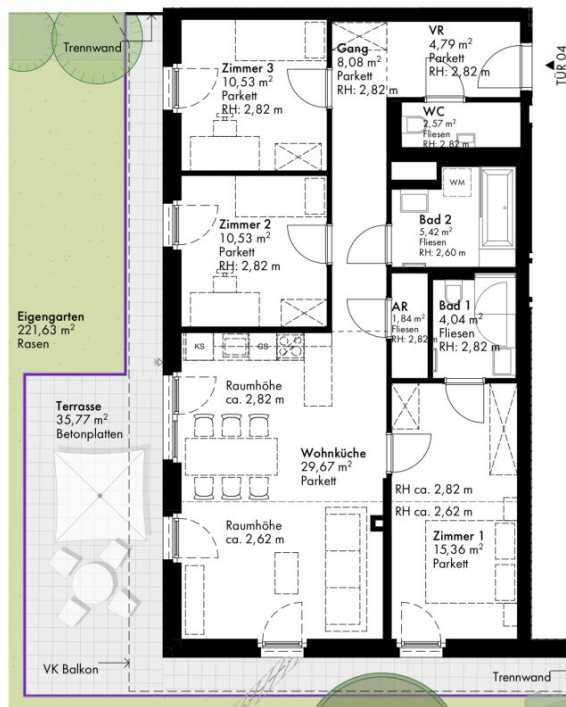 Trennwand
VR
4,79 m²
Parkett
RH: 2,82 m
Gang
8,08 m²
Parkett
RH: 2,82 m
TÜR 04
Zimmer 3
10,53 m²
Parkett
RH: 2,82 m
WC
2,57 m²
Fliesen
RH: 2,82 m
WM
Bad 2
5,42 m²
Fliesen
RH: 2,60 m
Zimmer 2
10,53 m²
Parkett
RH: 2,82 m
Eigengarten
221,63 m²
Rasen
AR
1,84 m²
Fliesen
RH: 2,82 m
Bad 1
4,04 m²
Fliesen
RH: 2,82 m
KS
GS
Raumhöhe
ca. 2,82 m
Terrasse
35,77 m²
Betonplatten
Wohnküche
29,67 m²
Parkett
RH ca. 2,82 m
RH ca. 2,62 m
Raumhöhe
ca. 2,62 m
Zimmer 1
15,36 m²
Parkett
VK Balkon
Trennwand